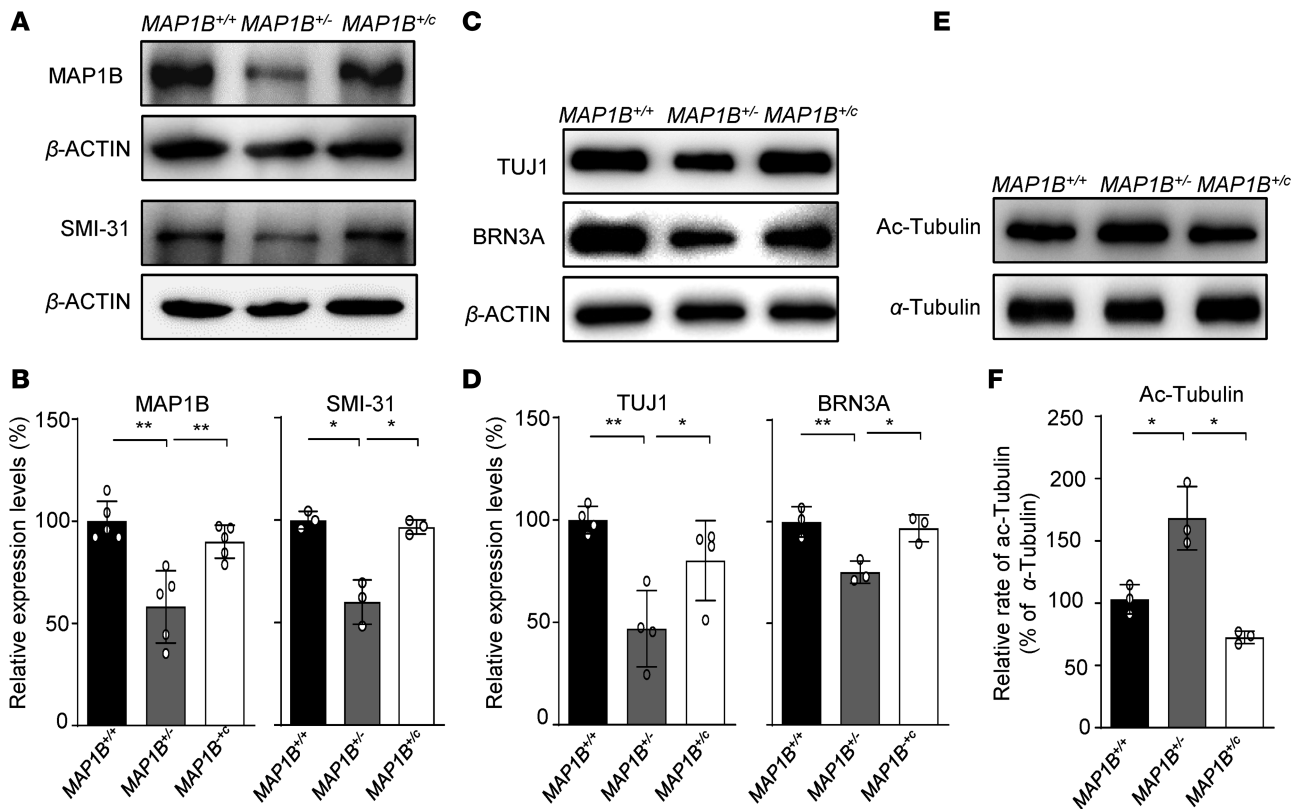 A
MAP1B+/+ MAP1B+/- MAP1B+/c
MAP1B
β-ACTIN
SMI-31
β-ACTIN
C
MAP1B+/+ MAP1B+/- MAP1B+/c
TUJ1
BRN3A
β-ACTIN
E
MAP1B+/+ MAP1B+/- MAP1B+/c
Ac-Tubulin
α-Tubulin
B
Relative expression levels (%)
150
100
50
0
MAP1B
** **
MAP1B+/+ MAP1B+/- MAP1B-+c
SMI-31
* *
MAP1B+/+ MAP1B+/- MAP1B+/c
D
Relative expression levels (%)
150
100
50
0
TUJ1
** *
MAP1B+/+ MAP1B+/- MAP1B+/c
BRN3A
** *
MAP1B+/+ MAP1B+/- MAP1B+/c
F
Relative rate of ac-Tubulin
(% of α-Tubulin)
250
200
150
100
50
0
Ac-Tubulin
* *
MAP1B+/+ MAP1B+/- MAP1B+/c